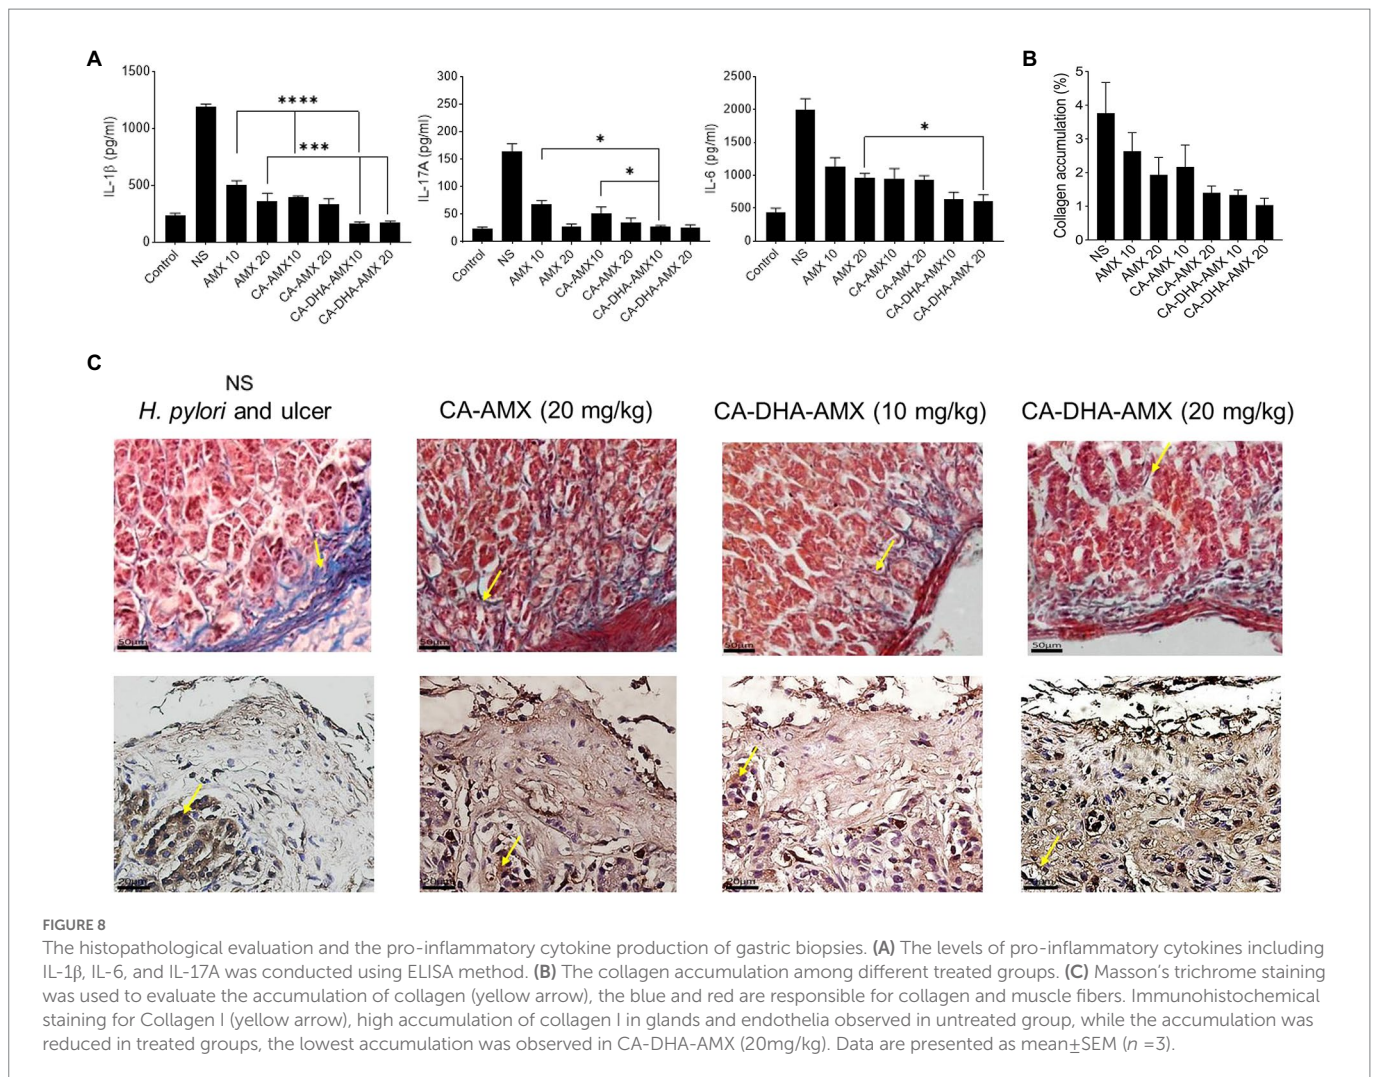 A
IL-1β (pg/ml)
1500
1000
500
0
****
***
Control
NS
AMX 10
AMX 20
CA-AMX10
CA-AMX 20
CA-DHA-AMX10
CA-DHA-AMX 20
IL-17A (pg/ml)
300
250
200
150
100
50
0
*
*
Control
NS
AMX 10
AMX 20
CA-AMX10
CA-AMX 20
CA-DHA-AMX10
CA-DHA-AMX 20
IL-6 (pg/ml)
2500
2000
1500
1000
500
0
*
Control
NS
AMX 10
AMX 20
CA-AMX10
CA-AMX 20
CA-DHA-AMX10
CA-DHA-AMX 20
B
Collagen accumulation (%)
5
4
3
2
1
0
NS
AMX 10
AMX 20
CA-AMX 10
CA-AMX 20
CA-DHA-AMX 10
CA-DHA-AMX 20
C
NS
H. pylori and ulcer
CA-AMX (20 mg/kg)
CA-DHA-AMX (10 mg/kg)
CA-DHA-AMX (20 mg/kg)
50µm
50µm
50µm
50µm
20µm
20µm
20µm
FIGURE 8
The histopathological evaluation and the pro-inflammatory cytokine production of gastric biopsies. (A) The levels of pro-inflammatory cytokines including
IL-1β, IL-6, and IL-17A was conducted using ELISA method. (B) The collagen accumulation among different treated groups. (C) Masson's trichrome staining
was used to evaluate the accumulation of collagen (yellow arrow), the blue and red are responsible for collagen and muscle fibers. Immunohistochemical
staining for Collagen I (yellow arrow), high accumulation of collagen I in glands and endothelia observed in untreated group, while the accumulation was
reduced in treated groups, the lowest accumulation was observed in CA-DHA-AMX (20mg/kg). Data are presented as mean±SEM (n =3).